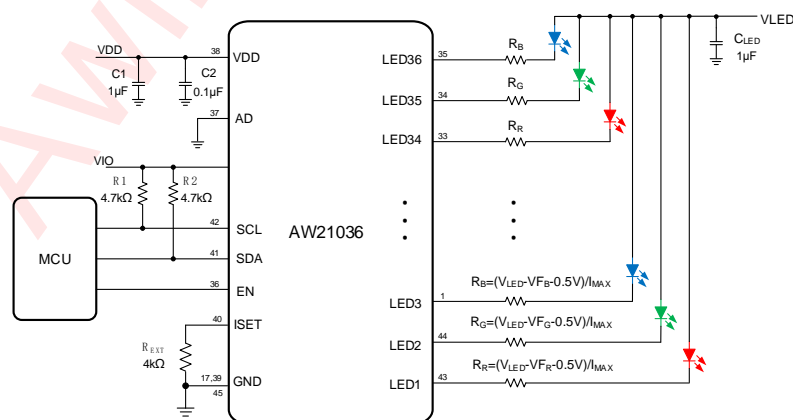 VLED
VDD
38
VDD
C1
1µF
C2
0.1µF
37
AD
VIO
R1
4.7kΩ
R2
4.7kΩ
MCU
42
SCL
41
SDA
36
EN
40
ISET
REXT
4kΩ
17,39
GND
45
AW21036
LED36
35
RB
LED35
34
RG
LED34
33
RR
CLED
1µF
LED3
1
RB=(VLED-VFB-0.5V)/IMAX
LED2
44
RG=(VLED-VFG-0.5V)/IMAX
LED1
43
RR=(VLED-VFR-0.5V)/IMAX